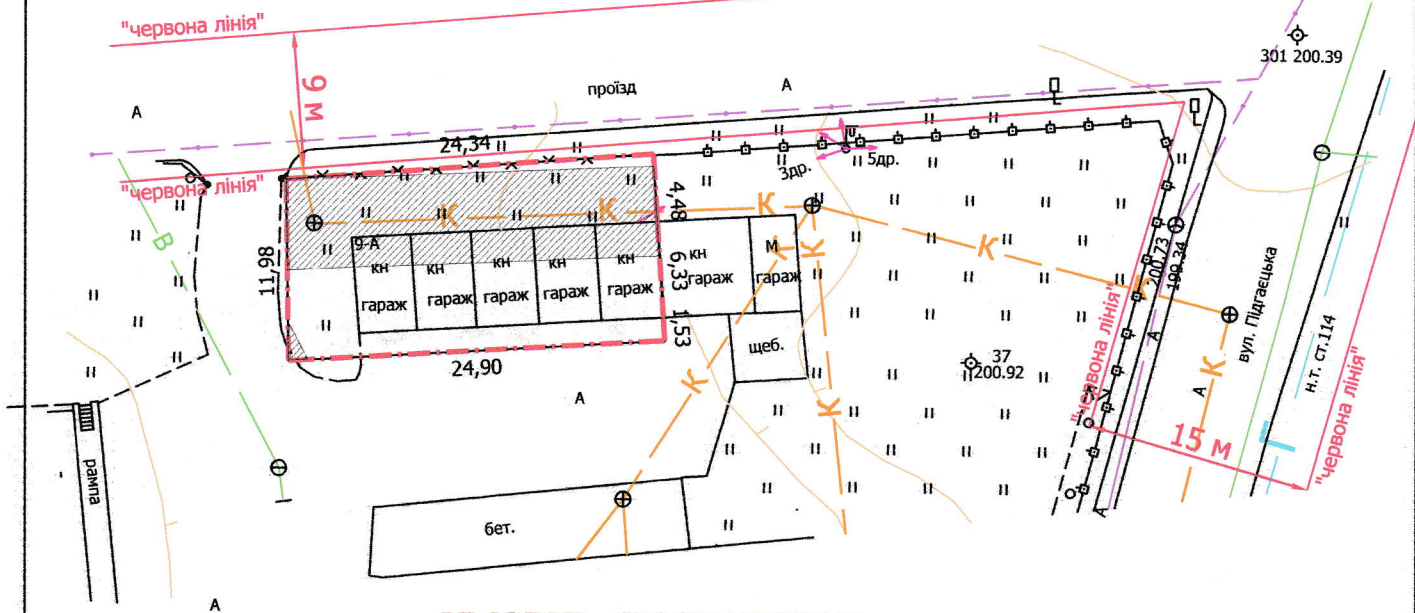 "червона лінія"
9 м
А
проїзд
А
301 200.39
24,34
3др.
5др.
"червона лінія"
В
К
К
К
К
К
К
К
К
К
К
4,48
6,33
1,53
11,98
9-А
кн
гараж
кн
гараж
кн
гараж
кн
гараж
кн
гараж
кн
гараж
М
гараж
щеб.
24,90
А
37
200.92
200.73
199.34
"червона лінія"
А
вул. Підгаєцька
А
н.т. ст.114
15 м
Т
"червона лінія"
рампа
бет.
А
А